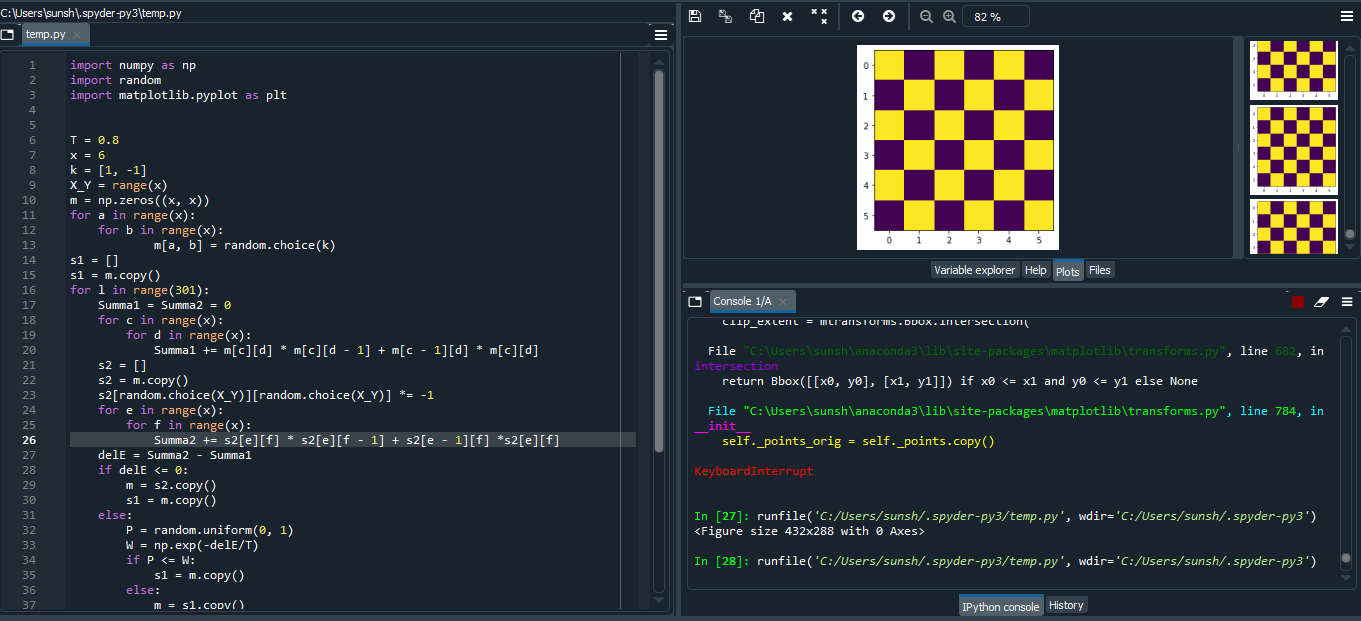 C:\Users\sunsh\.spyder-py3\temp.py
temp.py
1 import numpy as np
2 import random
3 import matplotlib.pyplot as plt
4
5
6 T = 0.8
7 x = 6
8 k = [1, -1]
9 X_Y = range(x)
10 m = np.zeros((x, x))
11 for a in range(x):
12 for b in range(x):
13 m[a, b] = random.choice(k)
14 s1 = []
15 s1 = m.copy()
16 for l in range(301):
17 Summa1 = Summa2 = 0
18 for c in range(x):
19 for d in range(x):
20 Summa1 += m[c][d] * m[c][d - 1] + m[c - 1][d] * m[c][d]
21 s2 = []
22 s2 = m.copy()
23 s2[random.choice(X_Y)][random.choice(X_Y)] *= -1
24 for e in range(x):
25 for f in range(x):
26 Summa2 += s2[e][f] * s2[e][f - 1] + s2[e - 1][f] *s2[e][f]
27 delE = Summa2 - Summa1
28 if delE <= 0:
29 m = s2.copy()
30 s1 = m.copy()
31 else:
32 P = random.uniform(0, 1)
33 W = np.exp(-delE/T)
34 if P <= W:
35 s1 = m.copy()
36 else:
37 m = s1.copy()
82 %
0
1
2
3
4
5
0 1 2 3 4 5
Variable explorer Help Plots Files
Console 1/A
clip_extent = mtransforms.Bbox.intersection(
File "C:\Users\sunsh\anaconda3\lib\site-packages\matplotlib\transforms.py", line 682, in
intersection
return Bbox([[x0, y0], [x1, y1]]) if x0 <= x1 and y0 <= y1 else None
File "C:\Users\sunsh\anaconda3\lib\site-packages\matplotlib\transforms.py", line 784, in
__init__
self._points_orig = self._points.copy()
KeyboardInterrupt
In [27]: runfile('C:/Users/sunsh/.spyder-py3/temp.py', wdir='C:/Users/sunsh/.spyder-py3')
<Figure size 432x288 with 0 Axes>
In [28]: runfile('C:/Users/sunsh/.spyder-py3/temp.py', wdir='C:/Users/sunsh/.spyder-py3')
IPython console History